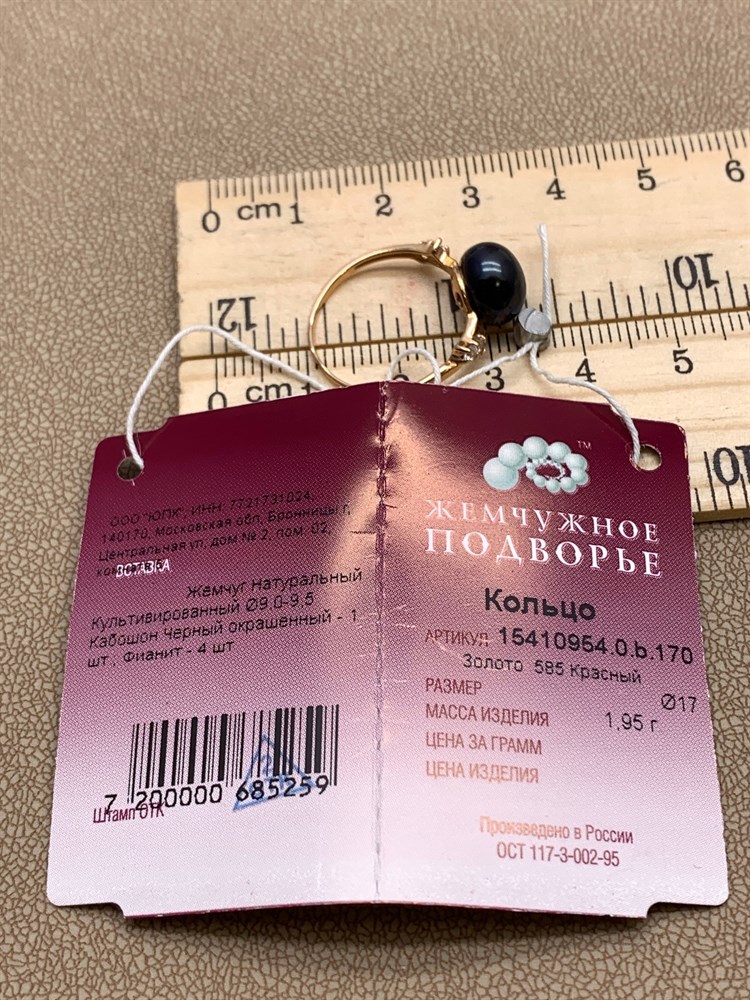 0 cm 1 2 3 4 5 6
12 11 10
0 cm 3 4 5
10
ООО "ЮПК", ИНН: 7721731024,
140170, Московская обл, Бронницы г,
Центральная ул, дом № 2, пом. 02,
ВСТАВКА
Жемчуг Натуральный
Культивированный Ø9.0-9.5
Кабошон Черный окрашенный - 1
шт., Фианит - 4 шт
7 200000 685259
Штамп ОТК
TM
ЖЕМЧУЖНОЕ
ПОДВОРЬЕ
Кольцо
АРТИКУЛ 15410954.0.b.170
Золото 585 Красный
РАЗМЕР Ø17
МАССА ИЗДЕЛИЯ 1,95 г
ЦЕНА ЗА ГРАММ
ЦЕНА ИЗДЕЛИЯ
Произведено в России
ОСТ 117-3-002-95